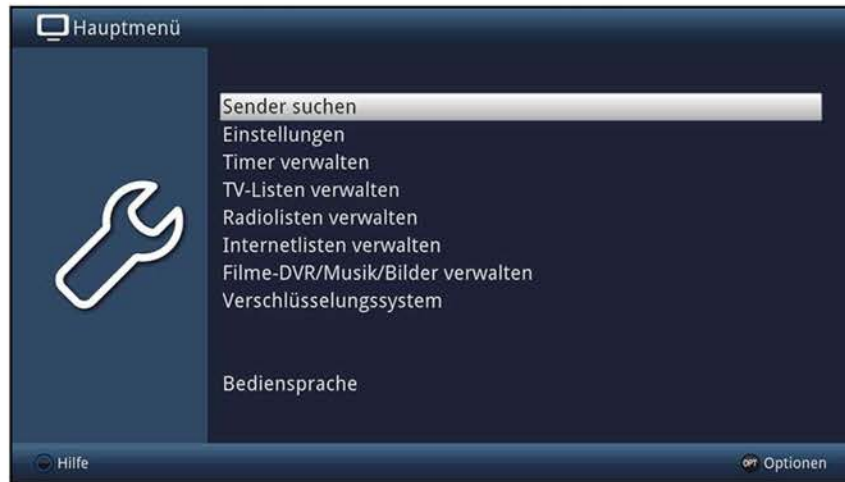 Hauptmenü
Sender suchen
Einstellungen
Timer verwalten
TV-Listen verwalten
Radiolisten verwalten
Internetlisten verwalten
Filme-DVR/Musik/Bilder verwalten
Verschlüsselungssystem
Bediensprache
Hilfe
OPT Optionen